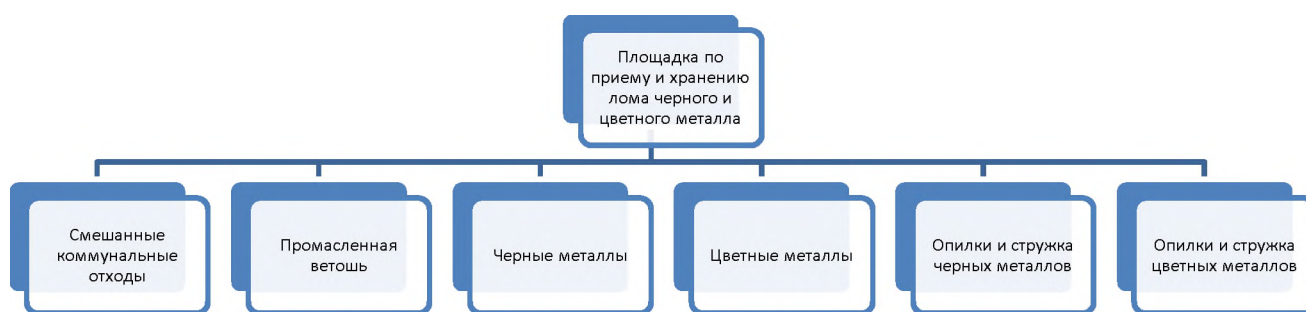 Площадка по
приему и хранению
лома черного и
цветного металла
Смешанные
коммунальные
отходы
Промасленная
ветошь
Черные металлы
Цветные металлы
Опилки и стружка
черных металлов
Опилки и стружка
цветных металлов